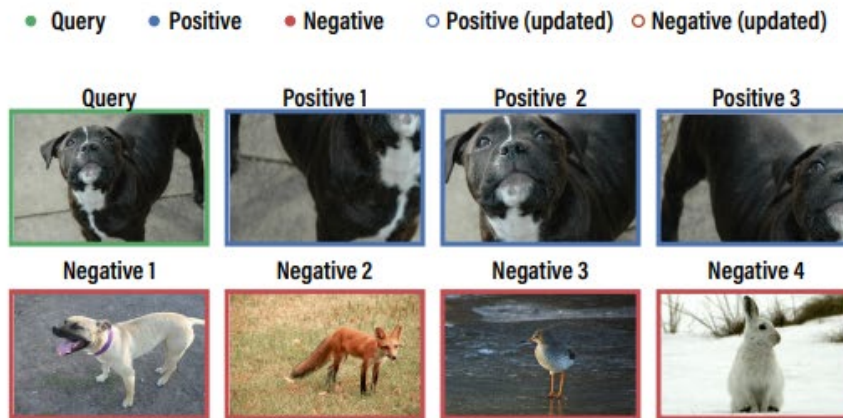 Query Positive Negative Positive (updated) Negative (updated)
Query Positive 1 Positive 2 Positive 3
Negative 1 Negative 2 Negative 3 Negative 4